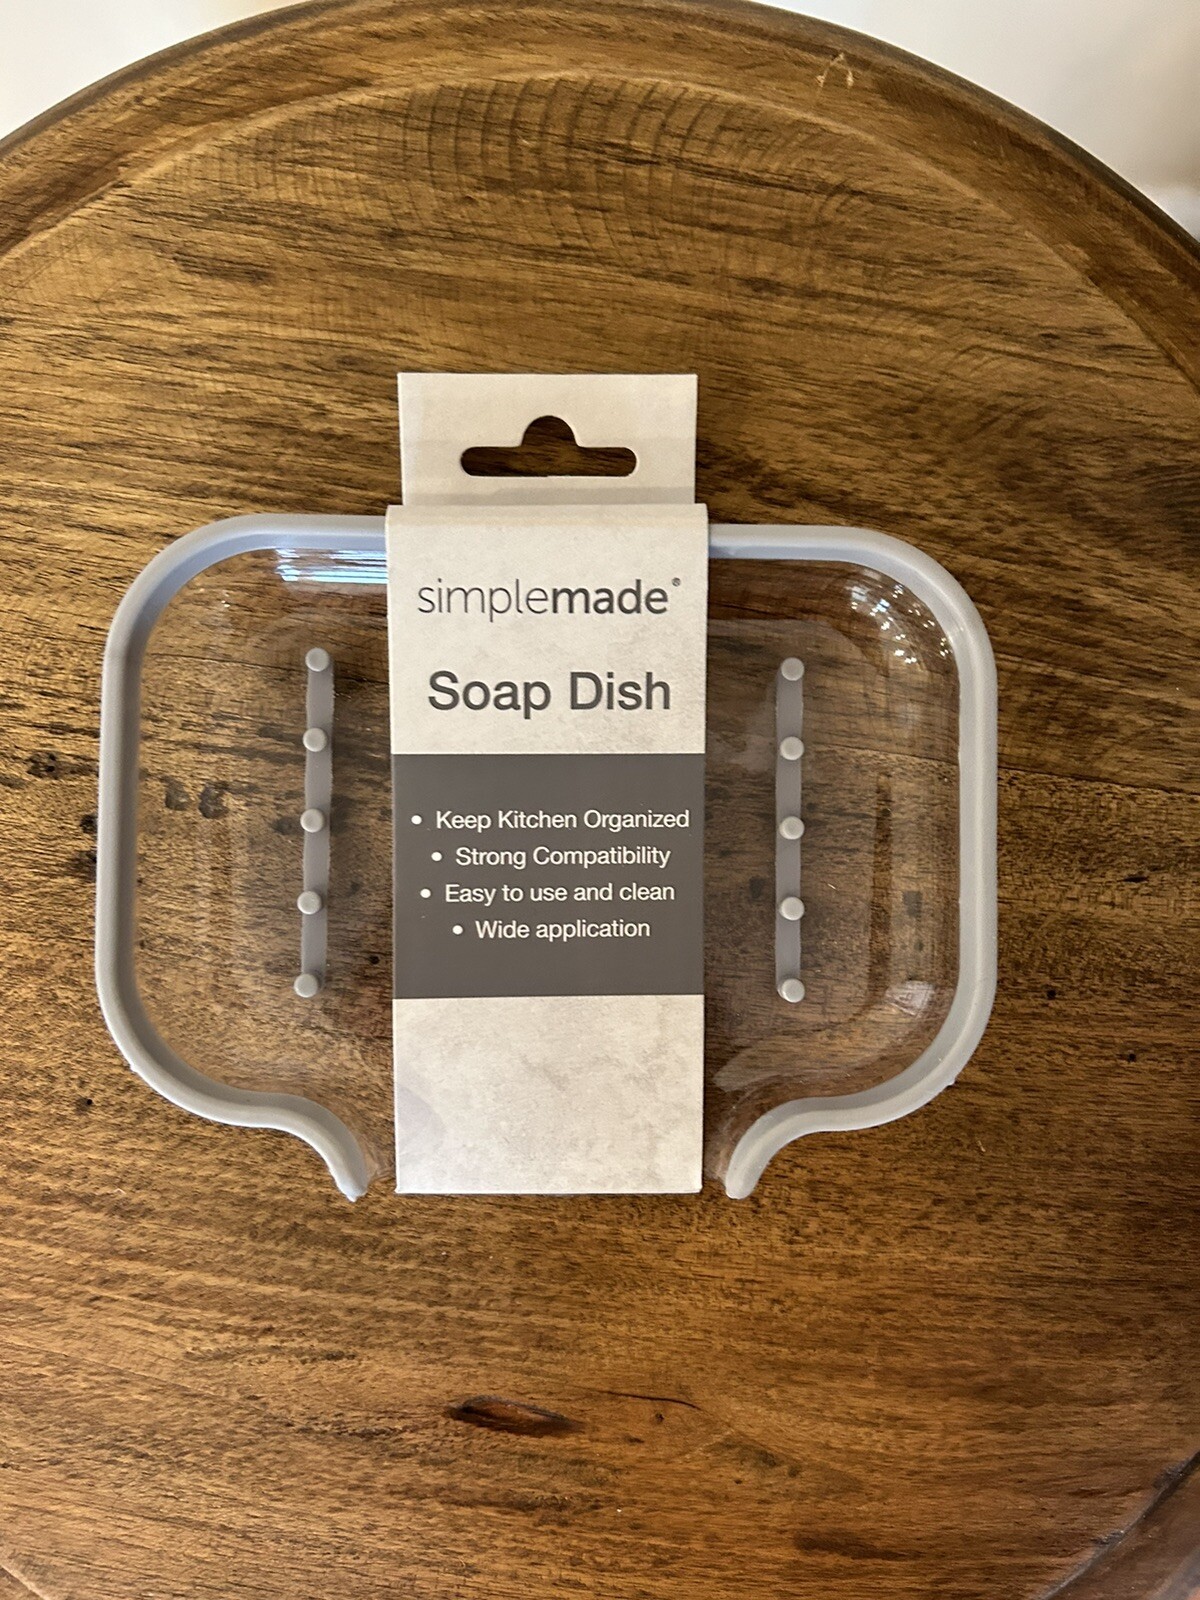 simplemade®
Soap Dish
• Keep Kitchen Organized
• Strong Compatibility
• Easy to use and clean
• Wide application